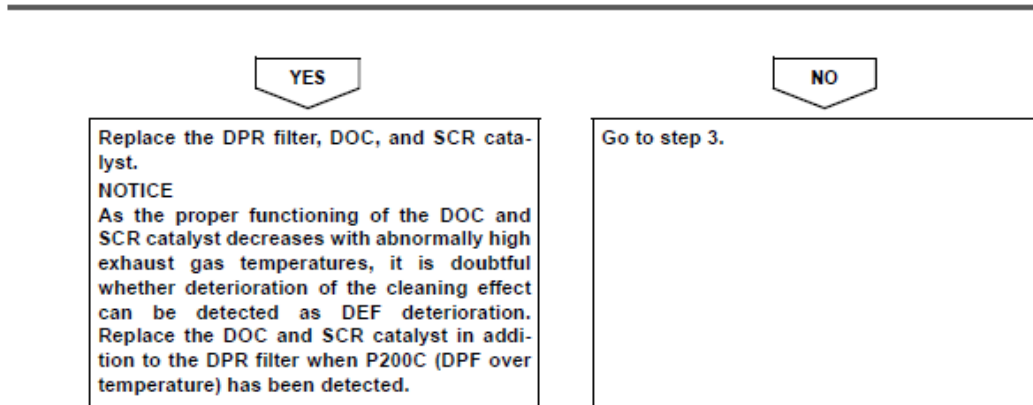 YES
Replace the DPR filter, DOC, and SCR cata-
lyst.
NOTICE
As the proper functioning of the DOC and
SCR catalyst decreases with abnormally high
exhaust gas temperatures, it is doubtful
whether deterioration of the cleaning effect
can be detected as DEF deterioration.
Replace the DOC and SCR catalyst in addi-
tion to the DPR filter when P200C (DPF over
temperature) has been detected.
NO
Go to step 3.